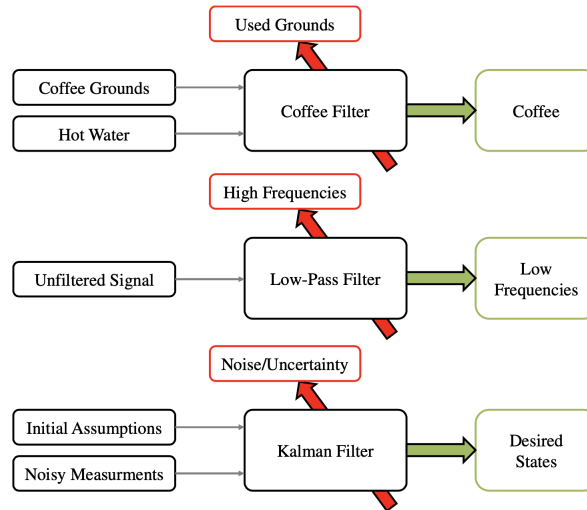 Used Grounds
Coffee Grounds
Hot Water
Coffee Filter
Coffee
High Frequencies
Unfiltered Signal
Low-Pass Filter
Low
Frequencies
Noise/Uncertainty
Initial Assumptions
Noisy Measurments
Kalman Filter
Desired
States